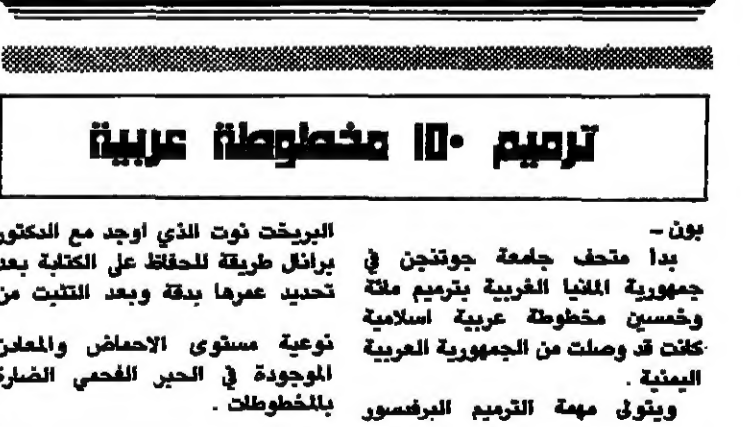 ترميم ١٥٠ مخطوطة عربية
بون -
بدأ متحف جامعة جوتنجن في
جمهورية المانيا الغربية بترميم مائة
وخمسين مخطوطة عربية اسلامية
كانت قد وصلت من الجمهورية العربية
اليمنية .
ويتولى مهمة الترميم البرفسور
البريخت نوت الذي اوجد مع الدكتور
برانال طريقة للحفاظ على الكتابة بعد
تحديد عمرها بدقة وبعد التثبت من
نوعية مستوى الاحماض والمعادن
الموجودة في الحبر الفحمي الضارة
بالمخطوطات .